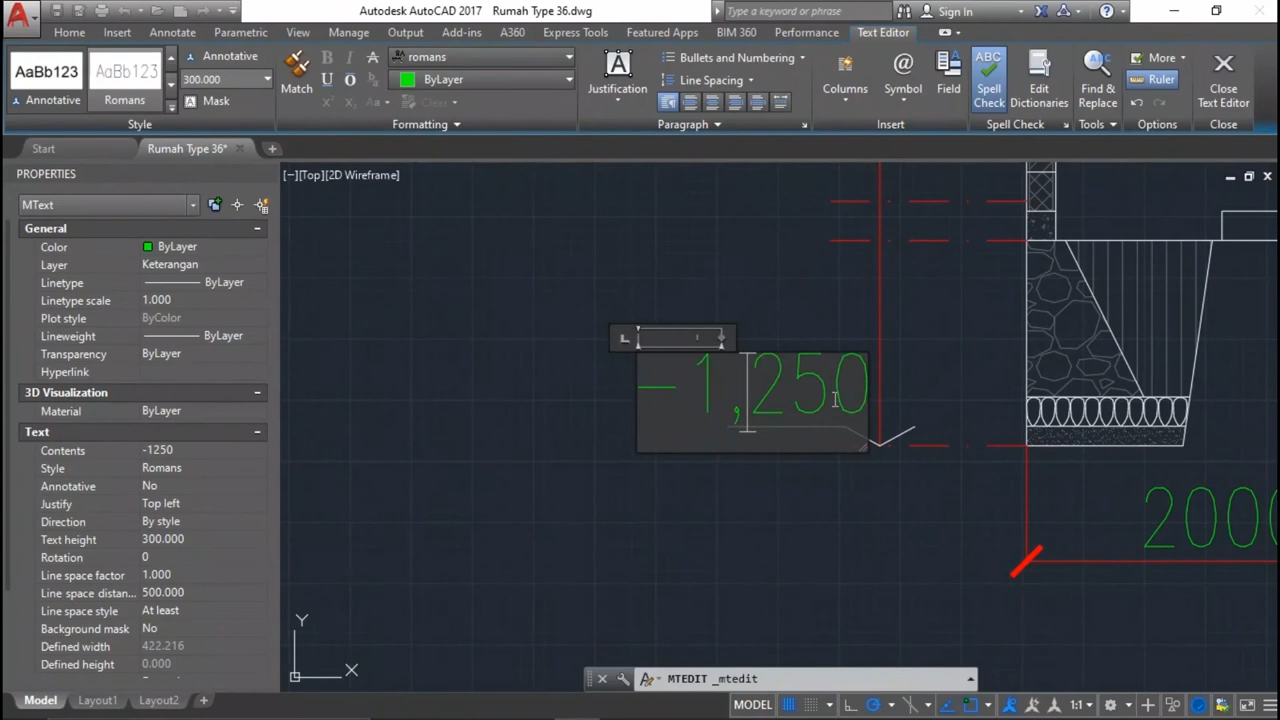 Autodesk AutoCAD 2017 Rumah Type 36.dwg
Type a keyword or phrase
Sign In
Home Insert Annotate Parametric View Manage Output Add-ins A360 Express Tools Featured Apps BIM 360 Performance Text Editor
AaBb123 AaBb123 Annotative
Annotative Romans 300.000
Mask
Style
Match
B I A romans
U O ByLayer
Aa Clear
Formatting
Justification
Bullets and Numbering
Line Spacing
Paragraph
Columns Symbol Field
Insert
ABC
Spell Check
Edit Dictionaries
Spell Check
Find & Replace
Tools
More
Ruler
Options
Close Text Editor
Close
Start Rumah Type 36*
PROPERTIES
MText
General
Color ByLayer
Layer Keterangan
Linetype ByLayer
Linetype scale 1.000
Plot style ByColor
Lineweight ByLayer
Transparency ByLayer
Hyperlink
3D Visualization
Material ByLayer
Text
Contents -1250
Style Romans
Annotative No
Justify Top left
Direction By style
Text height 300.000
Rotation 0
Line space factor 1.000
Line space distan... 500.000
Line space style At least
Background mask No
Defined width 422.216
Defined height 0.000
[−][Top][2D Wireframe]
-1,250
2000
Y
X
MTEDIT _mtedit
Model Layout1 Layout2 +
MODEL 1:1